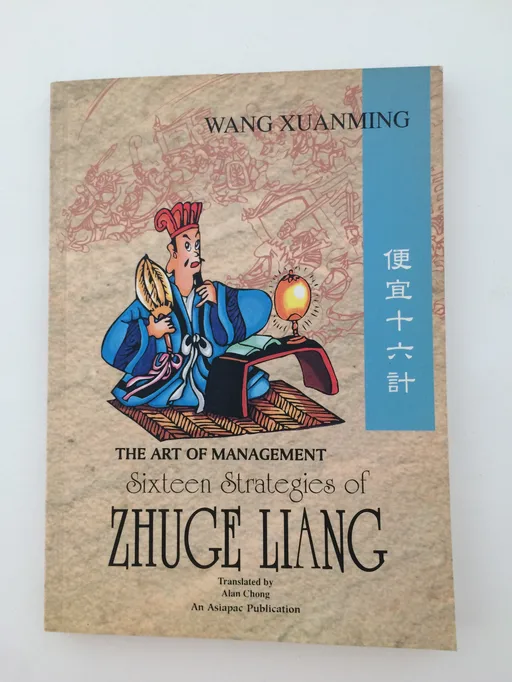 WANG XUANMING
便宜十六計
THE ART OF MANAGEMENT
Sixteen Strategies of
ZHUGE LIANG
Translated by
Alan Chong
An Asiapac Publication